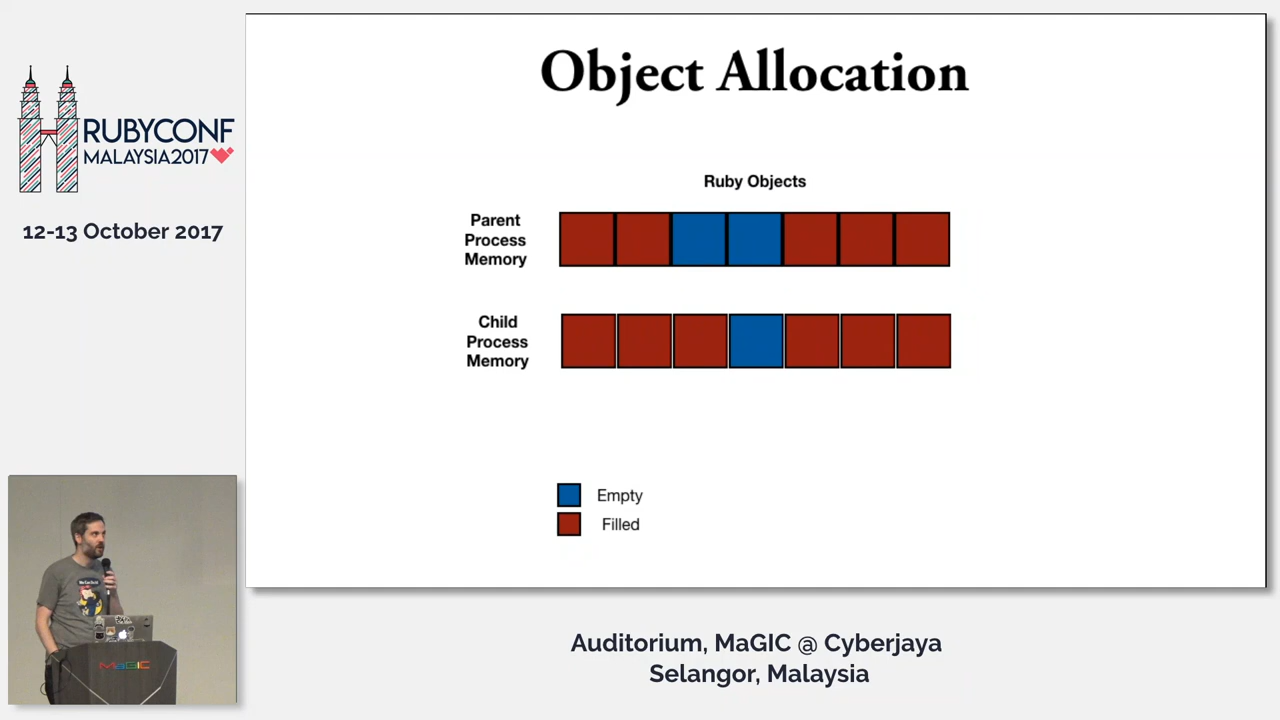 RUBYCONF
MALAYSIA2017
12-13 October 2017
Object Allocation
Ruby Objects
Parent
Process
Memory
Child
Process
Memory
Empty
Filled
MaGIC
Auditorium, MaGIC @ Cyberjaya
Selangor, Malaysia